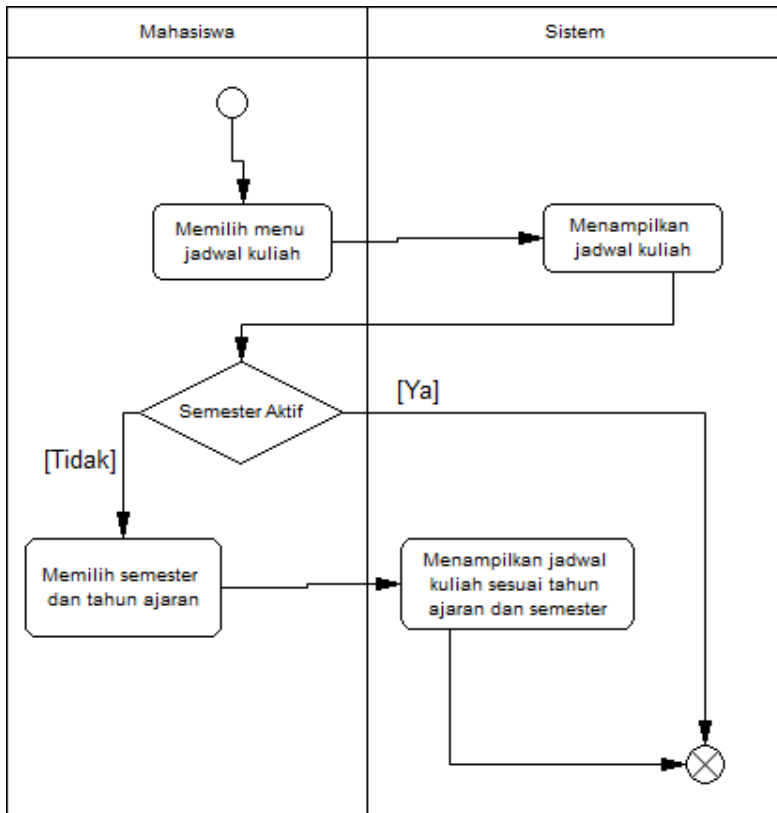 Mahasiswa
Sistem
Memilih menu
jadwal kuliah
Menampilkan
jadwal kuliah
Semester Aktif
[Ya]
[Tidak]
Memilih semester
dan tahun ajaran
Menampilkan jadwal
kuliah sesuai tahun
ajaran dan semester